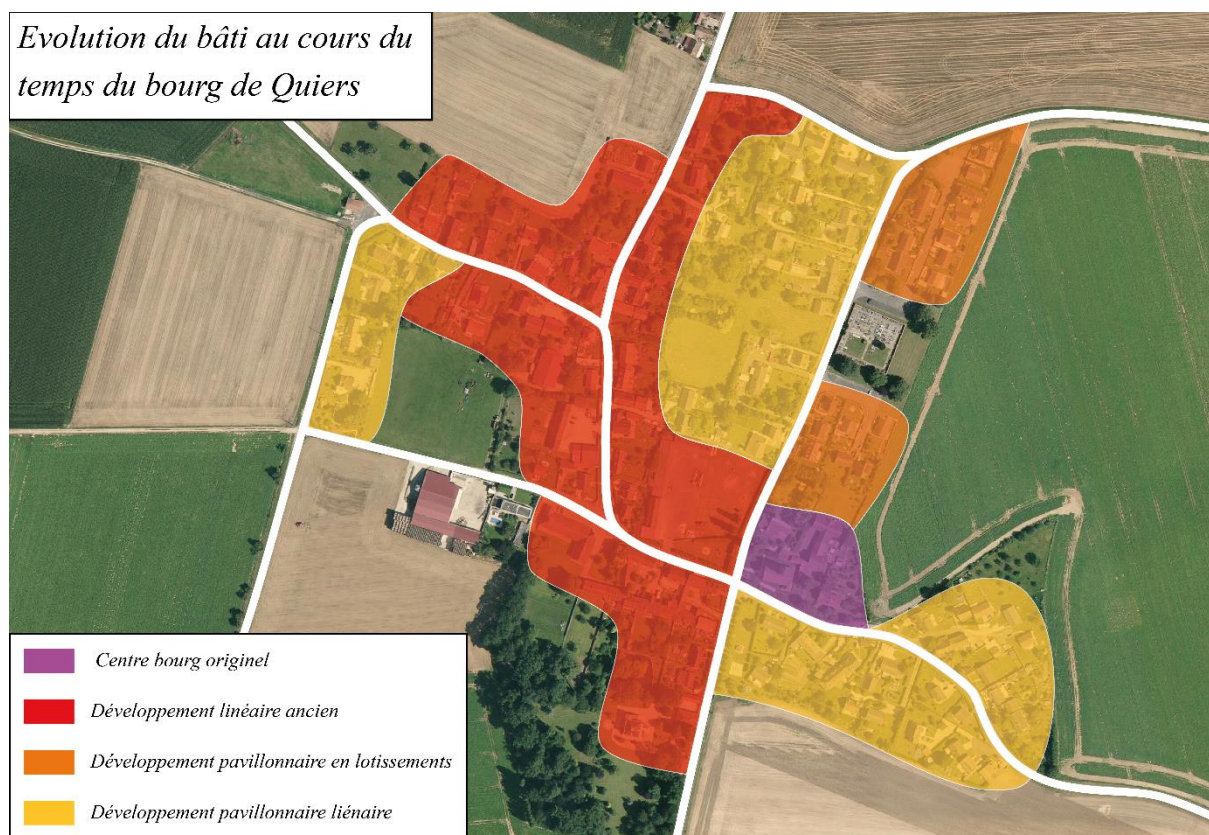 Evolution du bâti au cours du
temps du bourg de Quiers
Centre bourg originel
Développement linéaire ancien
Développement pavillonnaire en lotissements
Développement pavillonnaire liénaire